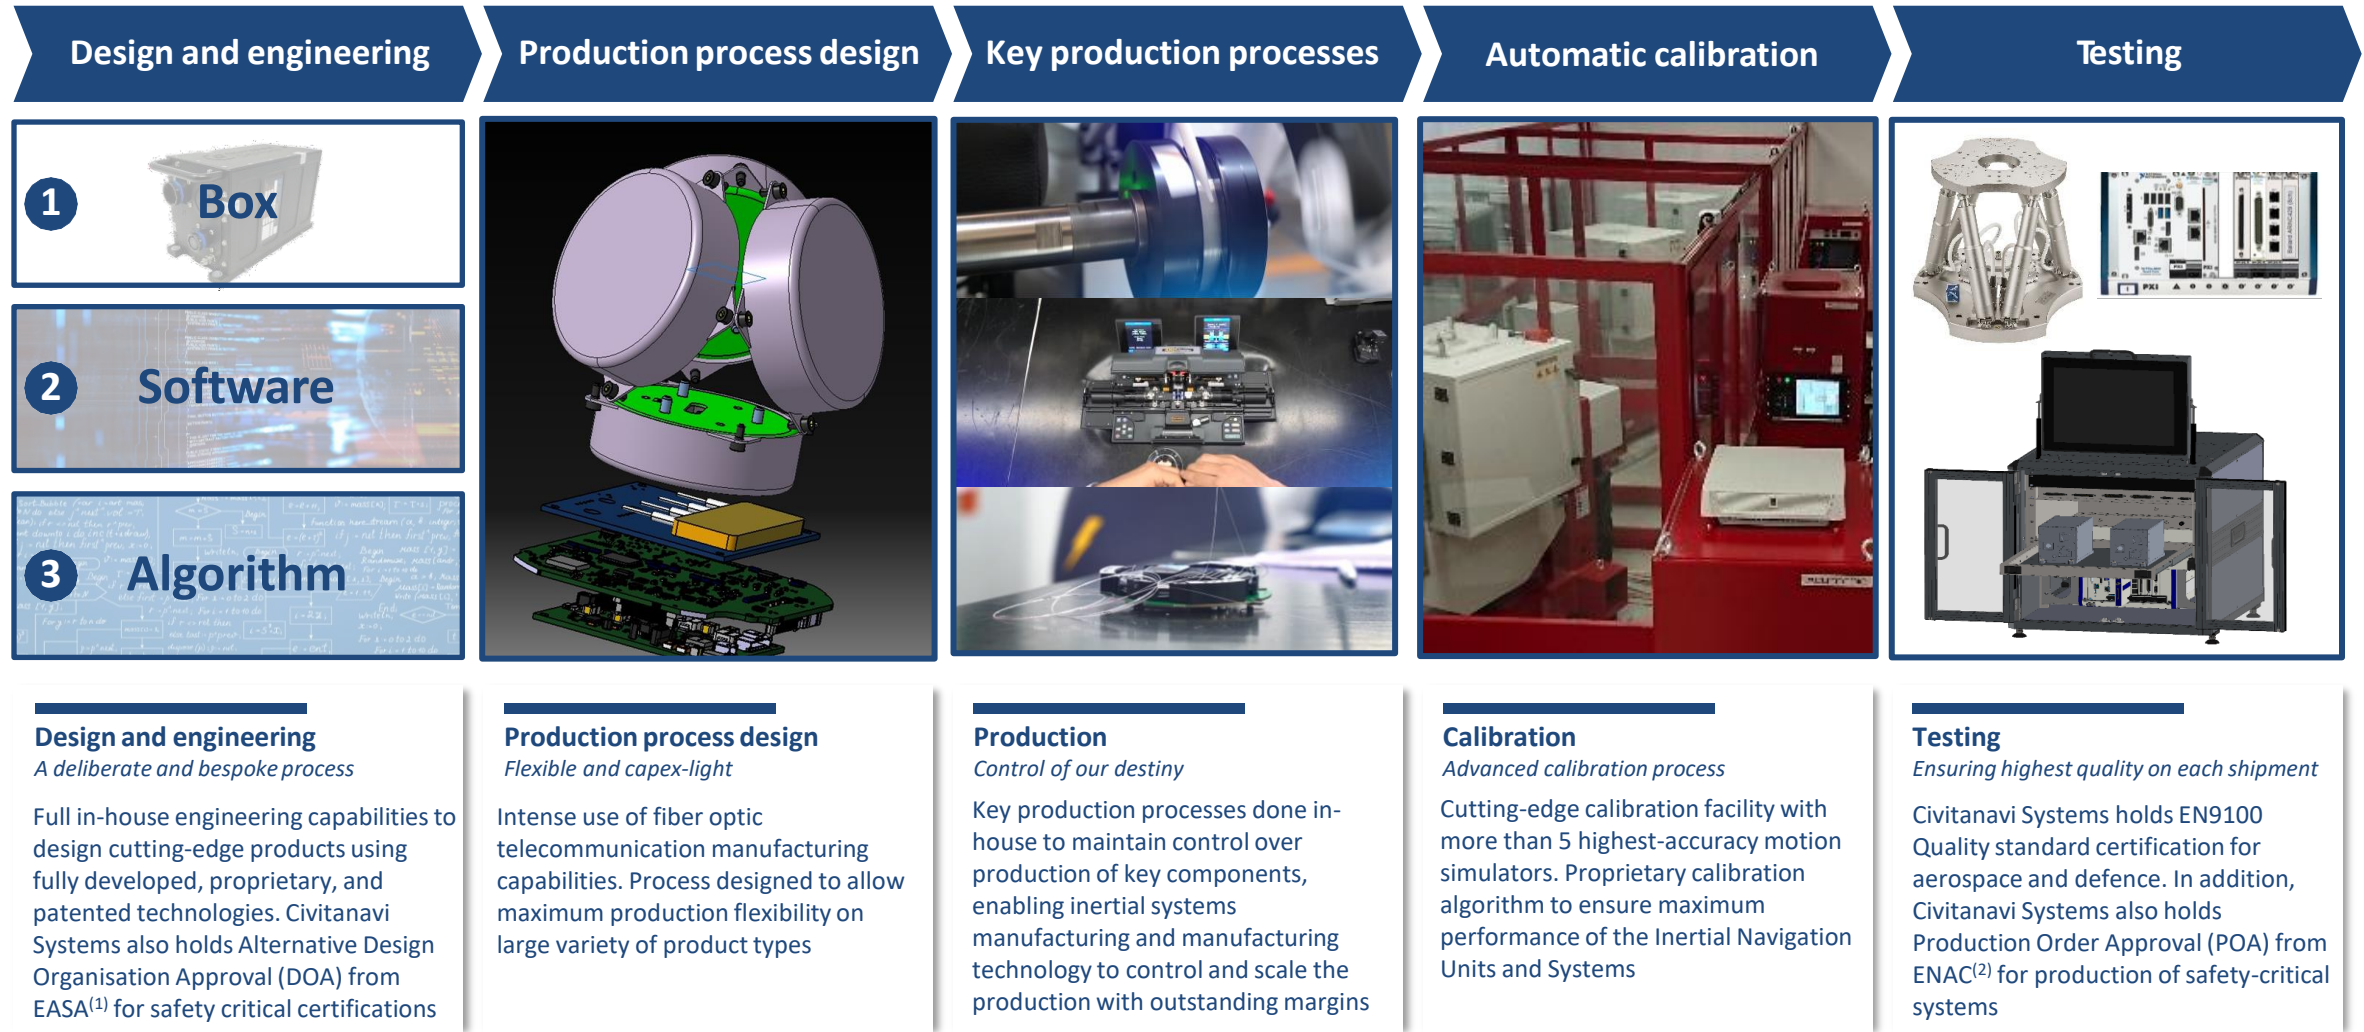 Design and engineering
Production process design
Key production processes
Automatic calibration
Testing
1
Box
2
Software
3
Algorithm
PXI
Design and engineering
A deliberate and bespoke process
Full in-house engineering capabilities to
design cutting-edge products using
fully developed, proprietary, and
patented technologies. Civitanavi
Systems also holds Alternative Design
Organisation Approval (DOA) from
EASA(1) for safety critical certifications
Production process design
Flexible and capex-light
Intense use of fiber optic
telecommunication manufacturing
capabilities. Process designed to allow
maximum production flexibility on
large variety of product types
Production
Control of our destiny
Key production processes done in-
house to maintain control over
production of key components,
enabling inertial systems
manufacturing and manufacturing
technology to control and scale the
production with outstanding margins
Calibration
Advanced calibration process
Cutting-edge calibration facility with
more than 5 highest-accuracy motion
simulators. Proprietary calibration
algorithm to ensure maximum
performance of the Inertial Navigation
Units and Systems
Testing
Ensuring highest quality on each shipment
Civitanavi Systems holds EN9100
Quality standard certification for
aerospace and defence. In addition,
Civitanavi Systems also holds
Production Order Approval (POA) from
ENAC(2) for production of safety-critical
systems